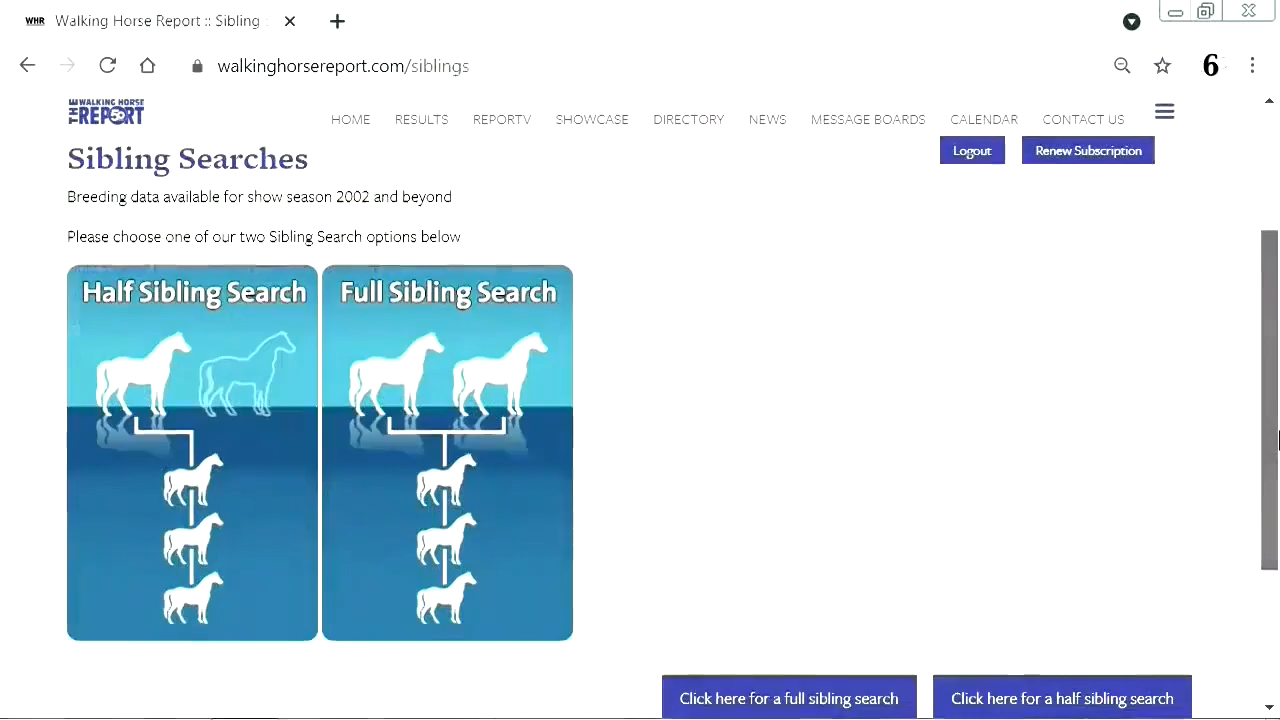 WHR Walking Horse Report :: Sibling
walkinghorsereport.com/siblings
6
THE WALKING HORSE
REPORT
50
HOME RESULTS REPORTV SHOWCASE DIRECTORY NEWS MESSAGE BOARDS CALENDAR CONTACT US
Sibling Searches
Logout Renew Subscription
Breeding data available for show season 2002 and beyond
Please choose one of our two Sibling Search options below
Half Sibling Search Full Sibling Search
Click here for a full sibling search Click here for a half sibling search